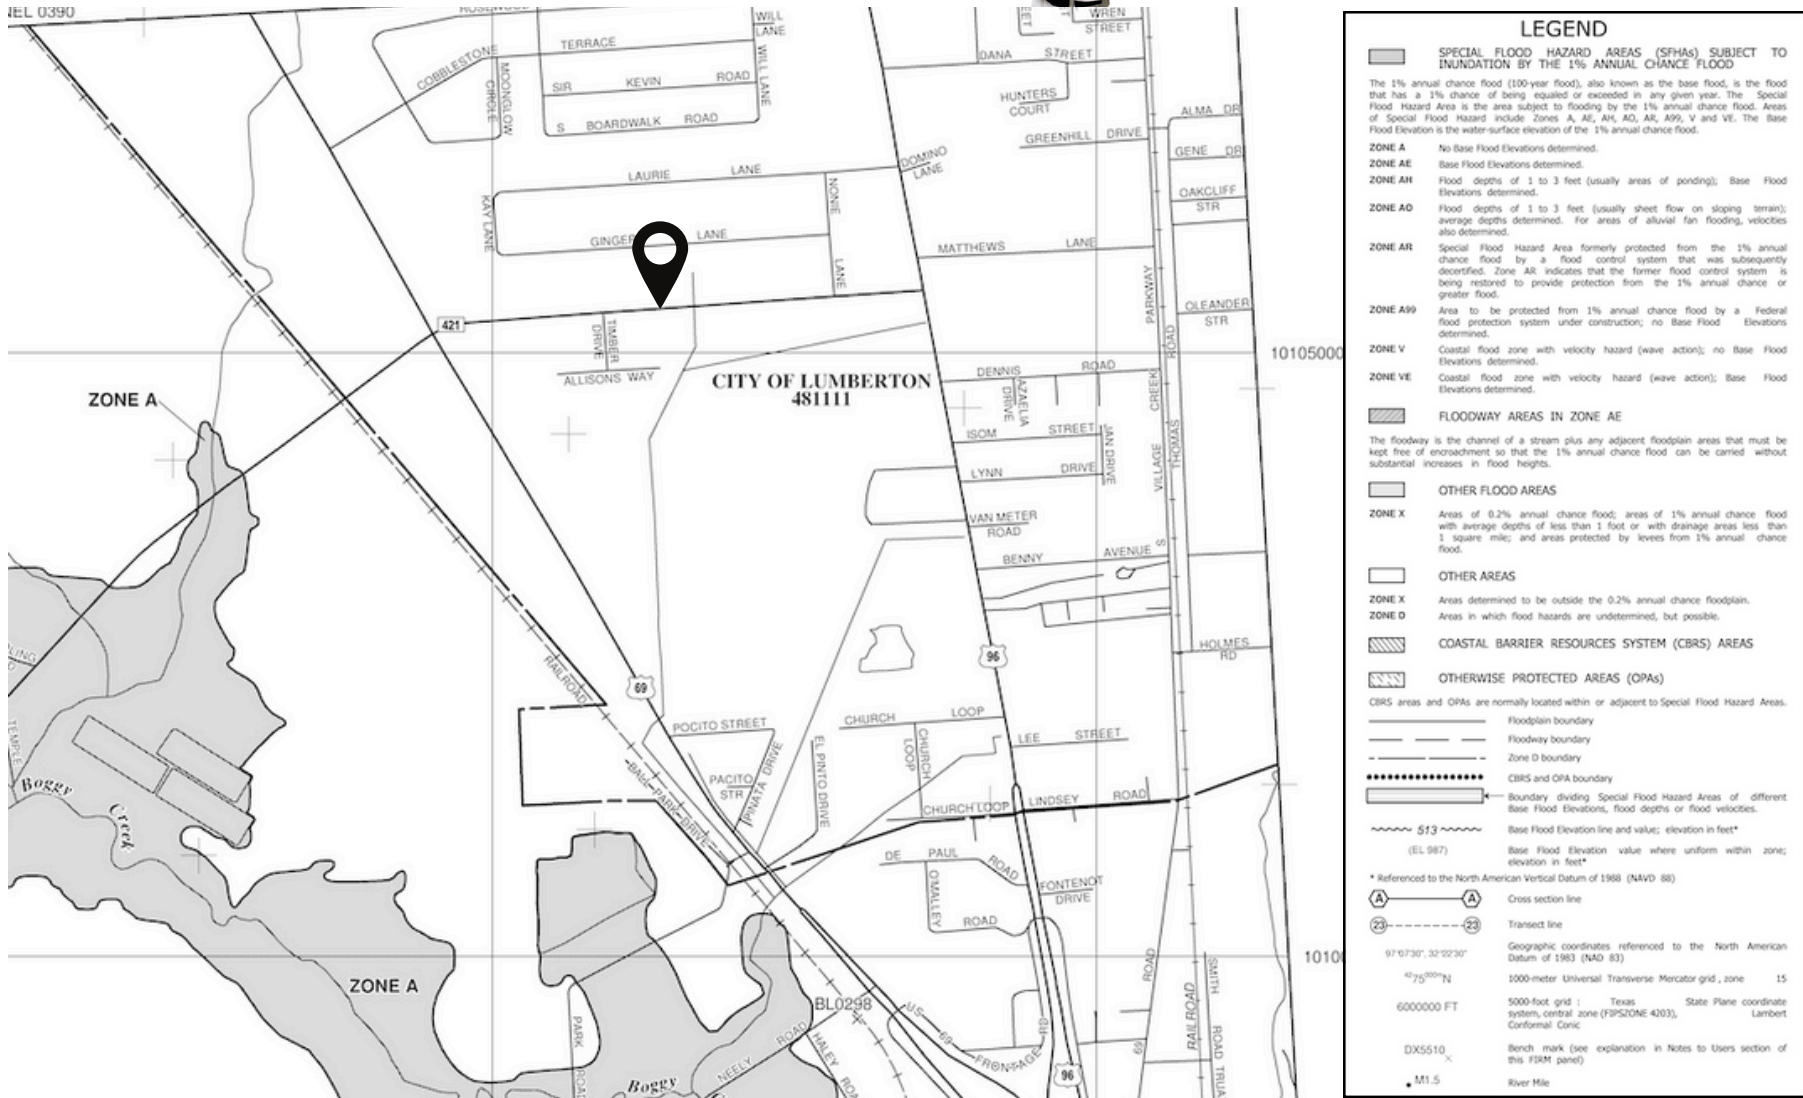 NEL 0390
COBBLESTONE
TERRACE
MOONGLOW
CIRCLE
SIR KEVIN ROAD
S BOARDWALK ROAD
WILL
LANE
WILL LANE
LAURIE LANE
DOMINO
LANE
KAY LANE
NONIE
LANE
GINGER LANE
421
TIMBER
DRIVE
ALLISONS WAY
CITY OF LUMBERTON
481111
WREN
STREET
DANA STREET
HUNTERS
COURT
GREENHILL DRIVE
ALMA DR
GENE DR
OAKCLIFF
STR
MATTHEWS LANE
OLEANDER
STR
VILLAGE CREEK PARKWAY
S
THOMAS ROAD
10105000
DENNIS ROAD
AZAELIA
DRIVE
ISOM STREET
JAN DRIVE
LYNN DRIVE
VAN METER
ROAD
BENNY AVENUE
HOLMES
RD
96
69
ZONE A
RAILROAD
TEMPLE
Boggy
Creek
POCITO STREET
PACITO
STR
PINATA DRIVE
EL PINTO DRIVE
BALL PARK DRIVE
CHURCH LOOP
CHURCH
LOOP
LEE STREET
CHURCH LOOP
LINDSEY ROAD
DE PAUL ROAD
O'MALLEY
ROAD
FONTENOT
DRIVE
ZONE A
BL0298
PARK
ROAD
Boggy
NEELY ROAD
HALEY
US 69 FRONTAGE
RD
96
69
ROAD
RAILROAD
SMITH
ROAD
LEGEND
SPECIAL FLOOD HAZARD AREAS (SFHAs) SUBJECT TO
INUNDATION BY THE 1% ANNUAL CHANCE FLOOD
The 1% annual chance flood (100-year flood), also known as the base flood, is the flood
that has a 1% chance of being equaled or exceeded in any given year. The Special
Flood Hazard Area is the area subject to flooding by the 1% annual chance flood. Areas
of Special Flood Hazard include Zones A, AE, AH, AO, AR, A99, V and VE. The Base
Flood Elevation is the water-surface elevation of the 1% annual chance flood.
ZONE A No Base Flood Elevations determined.
ZONE AE Base Flood Elevations determined.
ZONE AH Flood depths of 1 to 3 feet (usually areas of ponding); Base Flood
Elevations determined.
ZONE AO Flood depths of 1 to 3 feet (usually sheet flow on sloping terrain);
average depths determined. For areas of alluvial fan flooding, velocities
also determined.
ZONE AR Special Flood Hazard Area formerly protected from the 1% annual
chance flood by a flood control system that was subsequently
decertified. Zone AR indicates that the former flood control system is
being restored to provide protection from the 1% annual chance or
greater flood.
ZONE A99 Area to be protected from 1% annual chance flood by a Federal
flood protection system under construction; no Base Flood Elevations
determined.
ZONE V Coastal flood zone with velocity hazard (wave action); no Base Flood
Elevations determined.
ZONE VE Coastal flood zone with velocity hazard (wave action); Base Flood
Elevations determined.
FLOODWAY AREAS IN ZONE AE
The floodway is the channel of a stream plus any adjacent floodplain areas that must be
kept free of encroachment so that the 1% annual chance flood can be carried without
substantial increases in flood heights.
OTHER FLOOD AREAS
ZONE X Areas of 0.2% annual chance flood; areas of 1% annual chance flood
with average depths of less than 1 foot or with drainage areas less than
1 square mile; and areas protected by levees from 1% annual chance
flood.
OTHER AREAS
ZONE X Areas determined to be outside the 0.2% annual chance floodplain.
ZONE D Areas in which flood hazards are undetermined, but possible.
COASTAL BARRIER RESOURCES SYSTEM (CBRS) AREAS
OTHERWISE PROTECTED AREAS (OPAs)
CBRS areas and OPAs are normally located within or adjacent to Special Flood Hazard Areas.
Floodplain boundary
Floodway boundary
Zone D boundary
CBRS and OPA boundary
Boundary dividing Special Flood Hazard Areas of different
Base Flood Elevations, flood depths or flood velocities.
513 Base Flood Elevation line and value; elevation in feet*
(EL 987) Base Flood Elevation value where uniform within zone;
elevation in feet*
* Referenced to the North American Vertical Datum of 1988 (NAVD 88)
A A Cross section line
23 23 Transect line
97°07'30", 32°22'30" Geographic coordinates referenced to the North American
Datum of 1983 (NAD 83)
4275000mN 1000-meter Universal Transverse Mercator grid, zone 15
6000000 FT 5000-foot grid : Texas State Plane coordinate
system, central zone (FIPSZONE 4203), Lambert
Conformal Conic
DX5510 Bench mark (see explanation in Notes to Users section of
this FIRM panel)
M1.5 River Mile